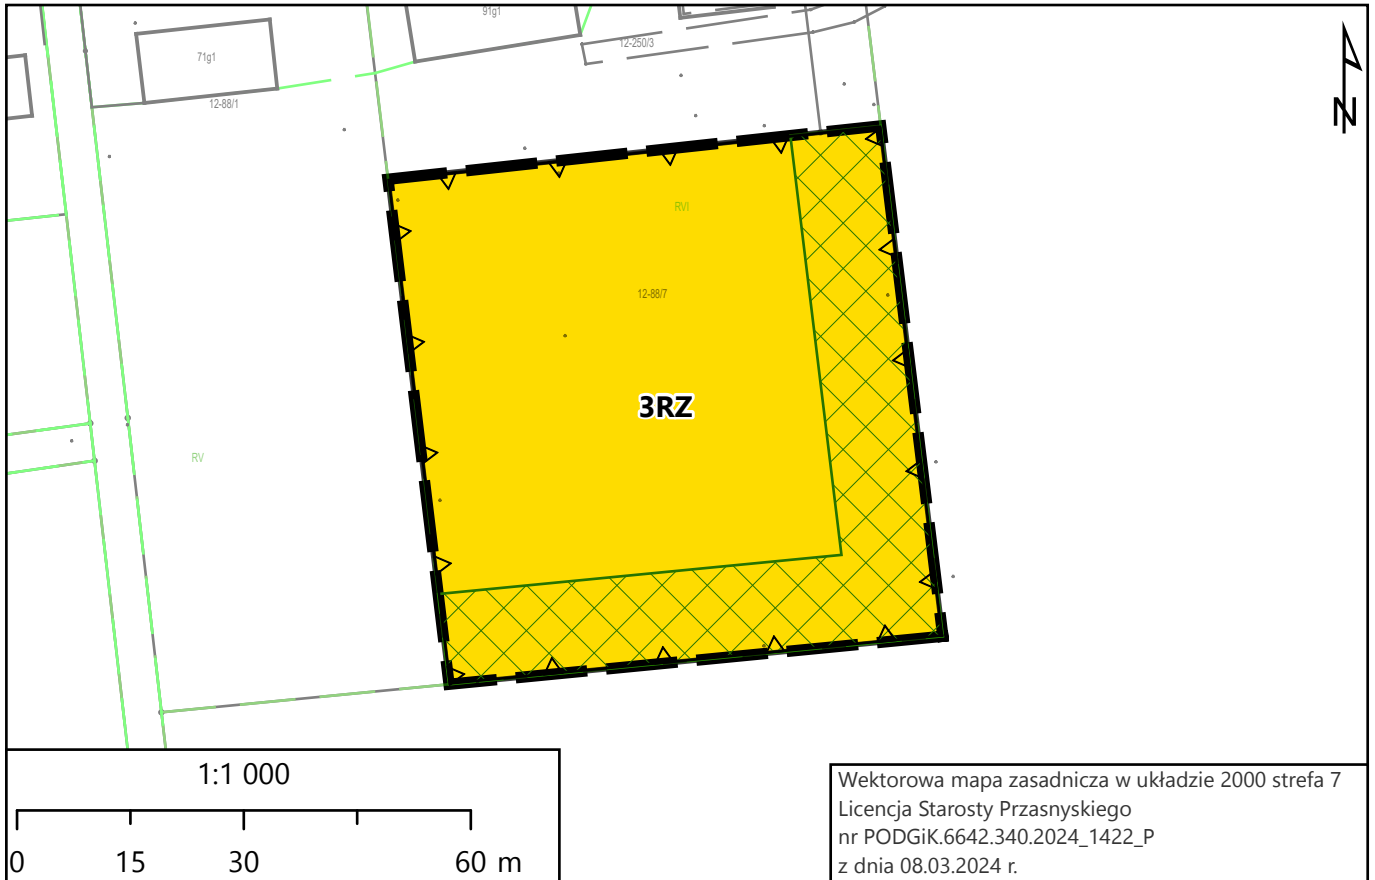 91g1
71g1
12-250/3
12-88/1
N
RVI
12-88/7
3RZ
RV
1:1 000
0 15 30 60 m
Wektorowa mapa zasadnicza w układzie 2000 strefa 7
Licencja Starosty Przasnyskiego
nr PODGiK.6642.340.2024_1422_P
z dnia 08.03.2024 r.